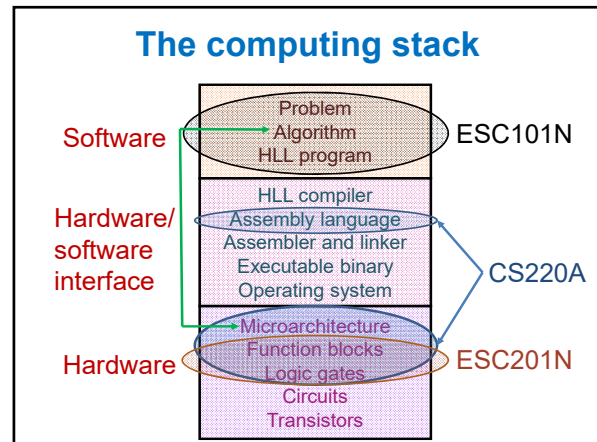 The computing stack
Problem
Software
Algorithm
ESC101N
HLL program
HLL compiler
Hardware/
software
interface
Assembly language
Assembler and linker
Executable binary
Operating system
CS220A
Microarchitecture
Hardware
Function blocks
Logic gates
ESC201N
Circuits
Transistors